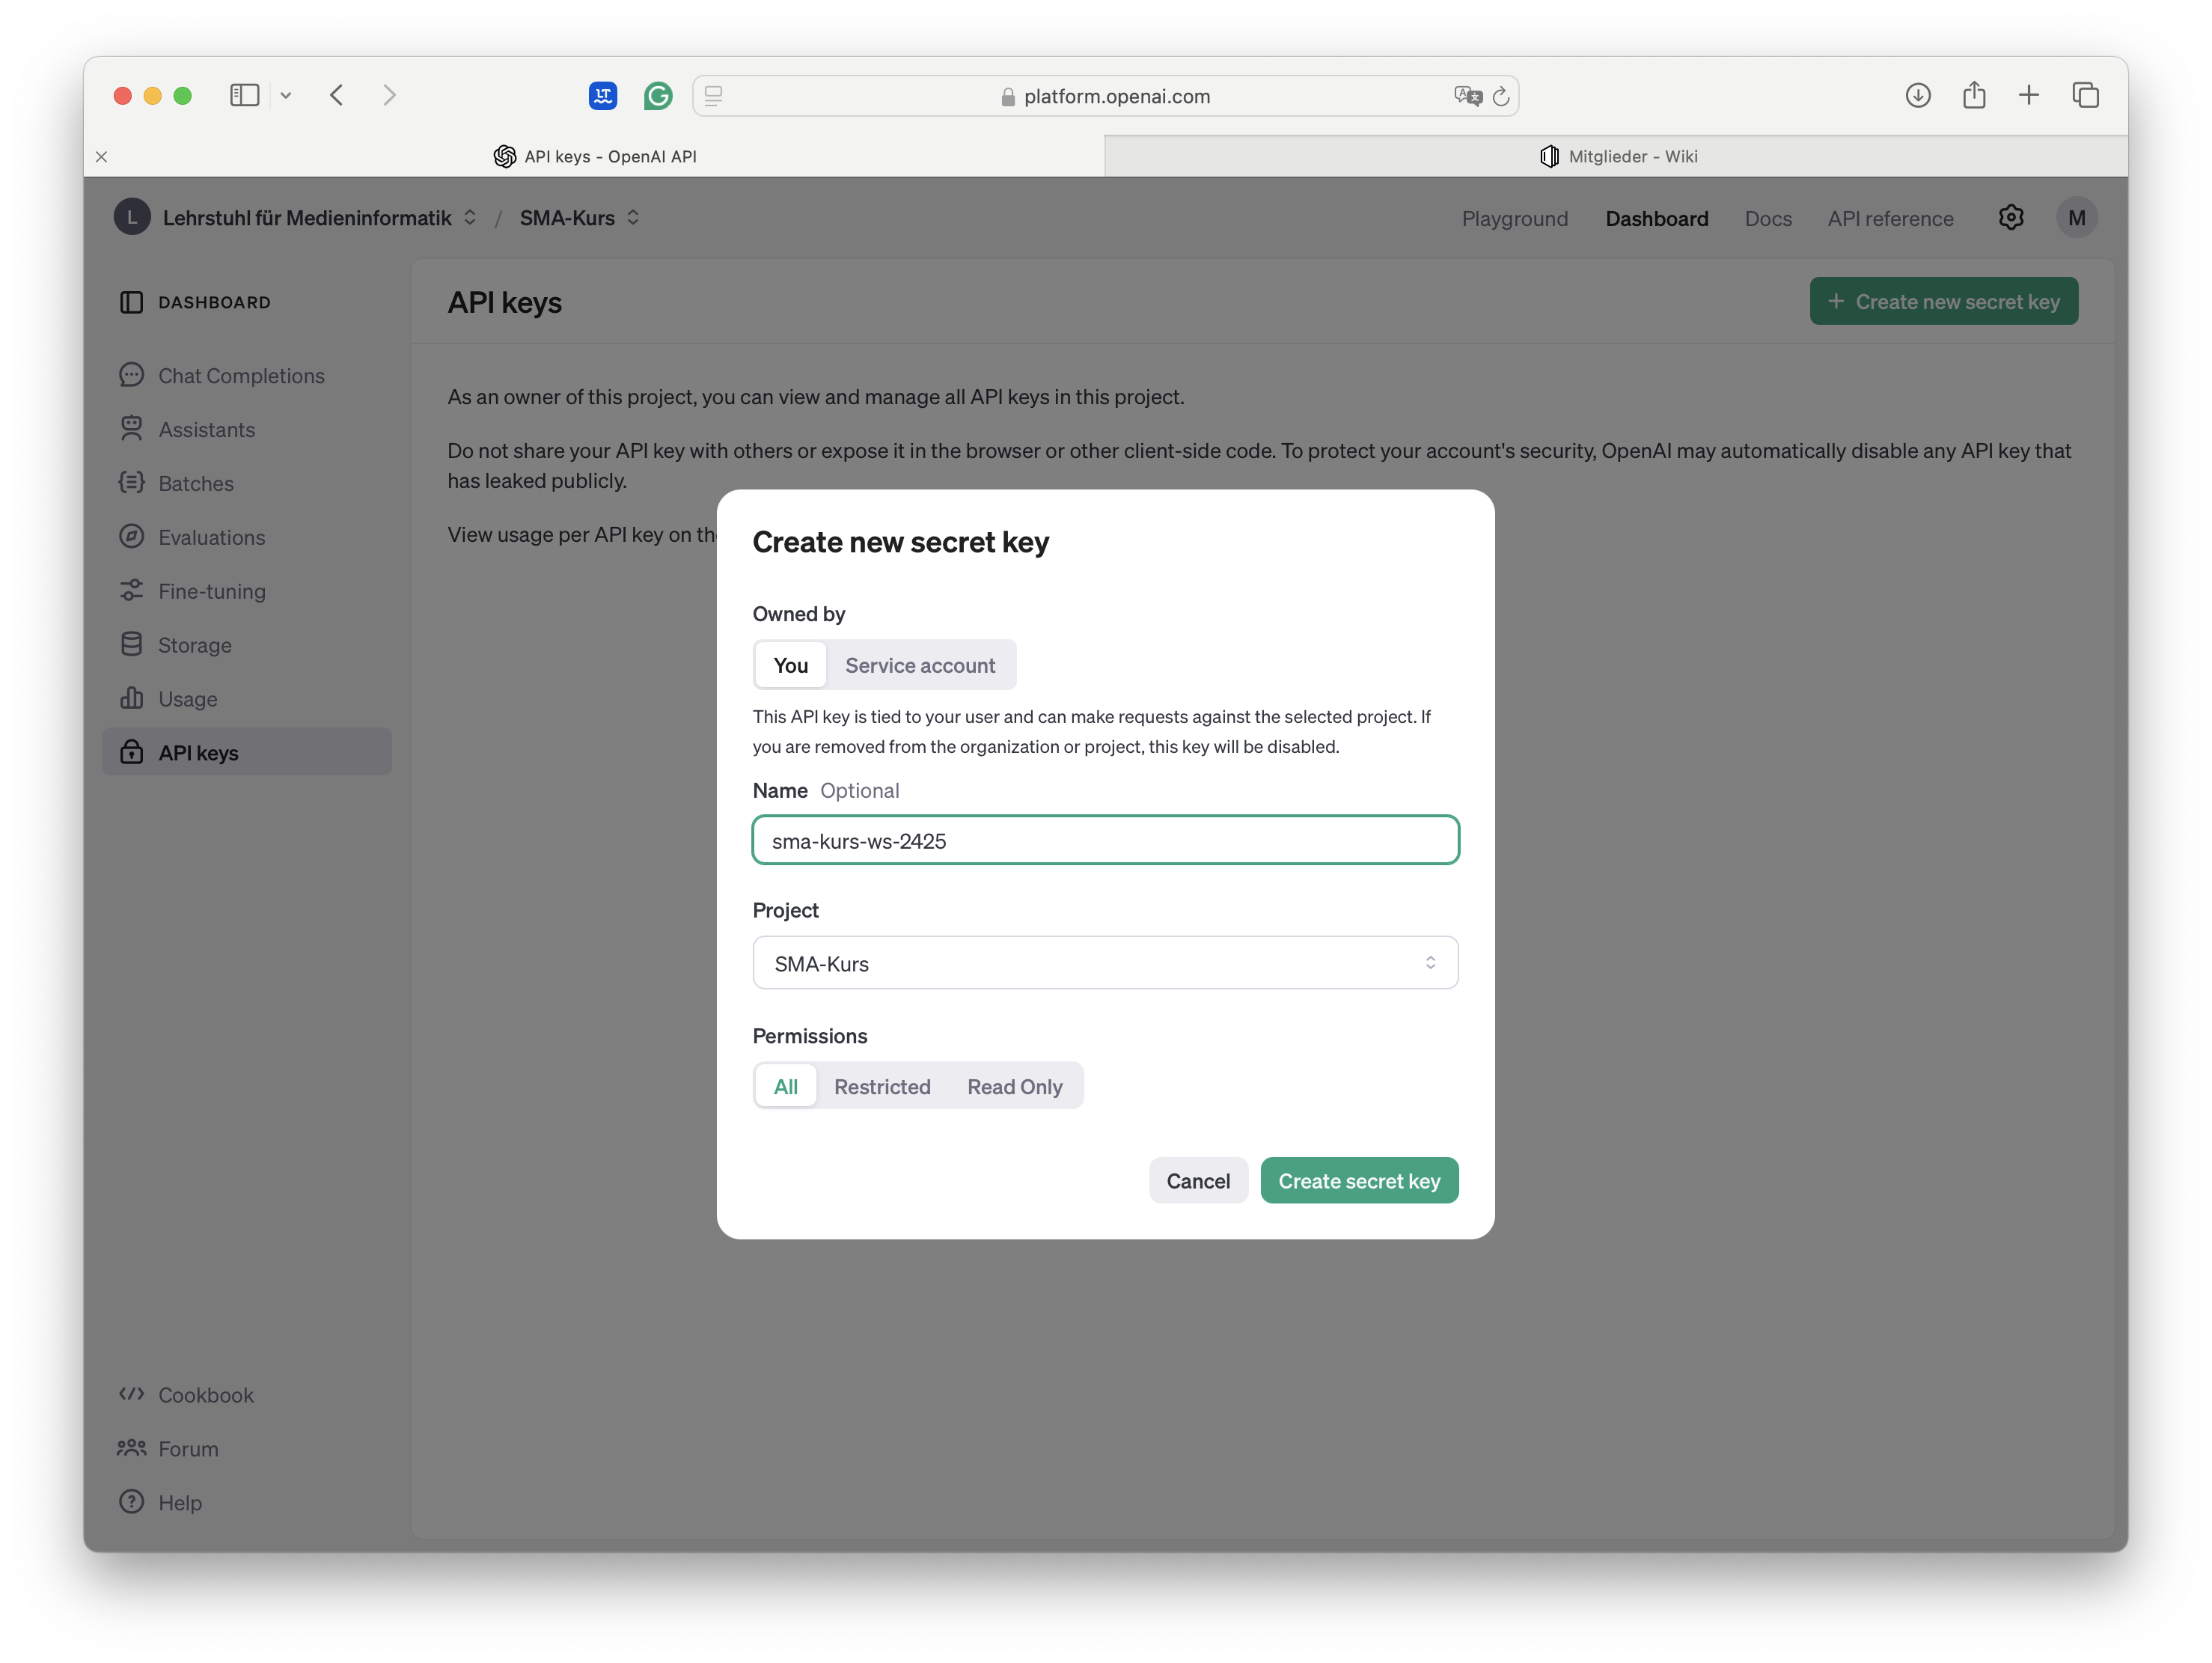 platform.openai.com
API keys - OpenAI API
Mitglieder - Wiki
L Lehrstuhl für Medieninformatik / SMA-Kurs
Playground Dashboard Docs API reference M
DASHBOARD
Chat Completions
Assistants
Batches
Evaluations
Fine-tuning
Storage
Usage
API keys
Cookbook
Forum
Help
API keys
+ Create new secret key
As an owner of this project, you can view and manage all API keys in this project.
Do not share your API key with others or expose it in the browser or other client-side code. To protect your account's security, OpenAI may automatically disable any API key that
has leaked publicly.
View usage per API key on the
Create new secret key
Owned by
You Service account
This API key is tied to your user and can make requests against the selected project. If
you are removed from the organization or project, this key will be disabled.
Name Optional
sma-kurs-ws-2425
Project
SMA-Kurs
Permissions
All Restricted Read Only
Cancel Create secret key